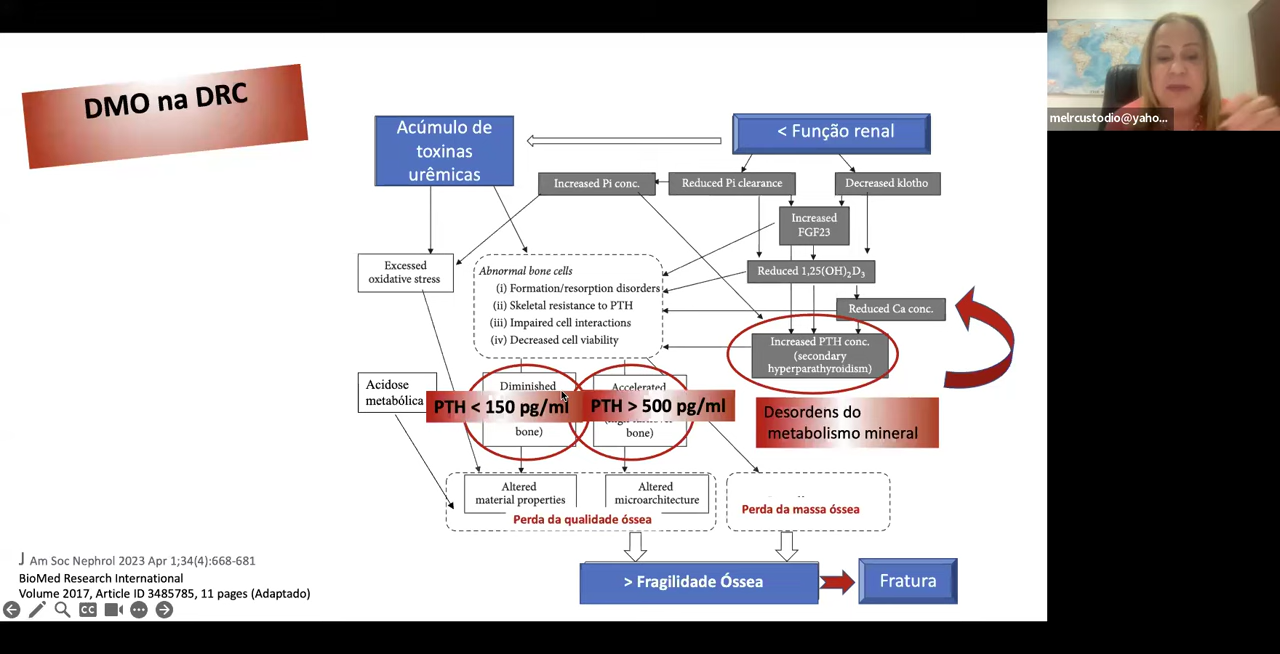 DMO na DRC
Acúmulo de
toxinas
urêmicas
< Função renal
Increased Pi conc.
Reduced Pi clearance
Decreased klotho
Increased
FGF23
Excessed
oxidative stress
Abnormal bone cells
(i) Formation/resorption disorders
(ii) Skeletal resistance to PTH
(iii) Impaired cell interactions
(iv) Decreased cell viability
Reduced 1,25(OH)2D3
Reduced Ca conc.
Increased PTH conc.
(secondary
hyperparathyroidism)
Acidose
metabólica
Diminished
PTH < 150 pg/ml
bone)
Accelerated
PTH > 500 pg/ml
bone)
Desordens do
metabolismo mineral
Altered
material properties
Altered
microarchitecture
Perda da qualidade óssea
Perda da massa óssea
> Fragilidade Óssea
Fratura
J Am Soc Nephrol 2023 Apr 1;34(4):668-681
BioMed Research International
Volume 2017, Article ID 3485785, 11 pages (Adaptado)
CC
melrcustodio@yaho...